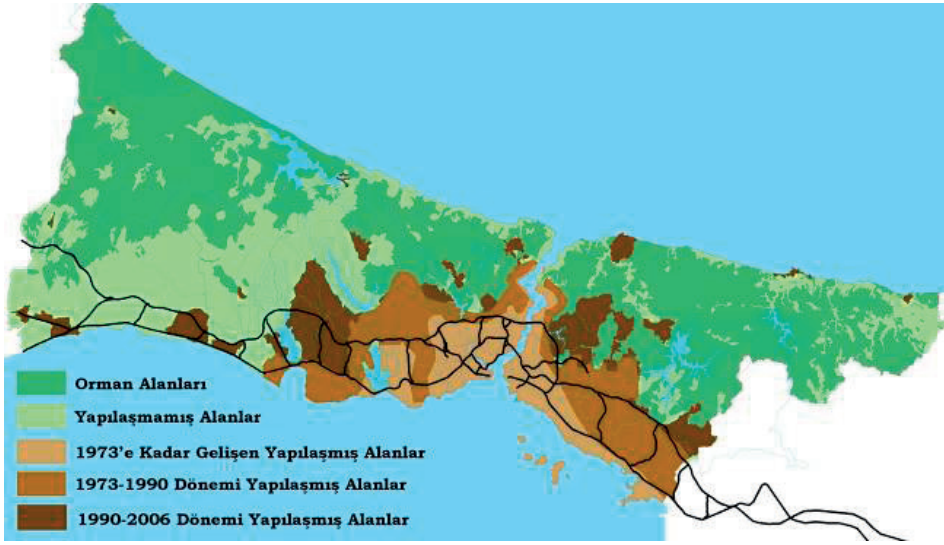 Orman Alanları
Yapılaşmamış Alanlar
1973'e Kadar Gelişen Yapılaşmış Alanlar
1973-1990 Dönemi Yapılaşmış Alanlar
1990-2006 Dönemi Yapılaşmış Alanlar